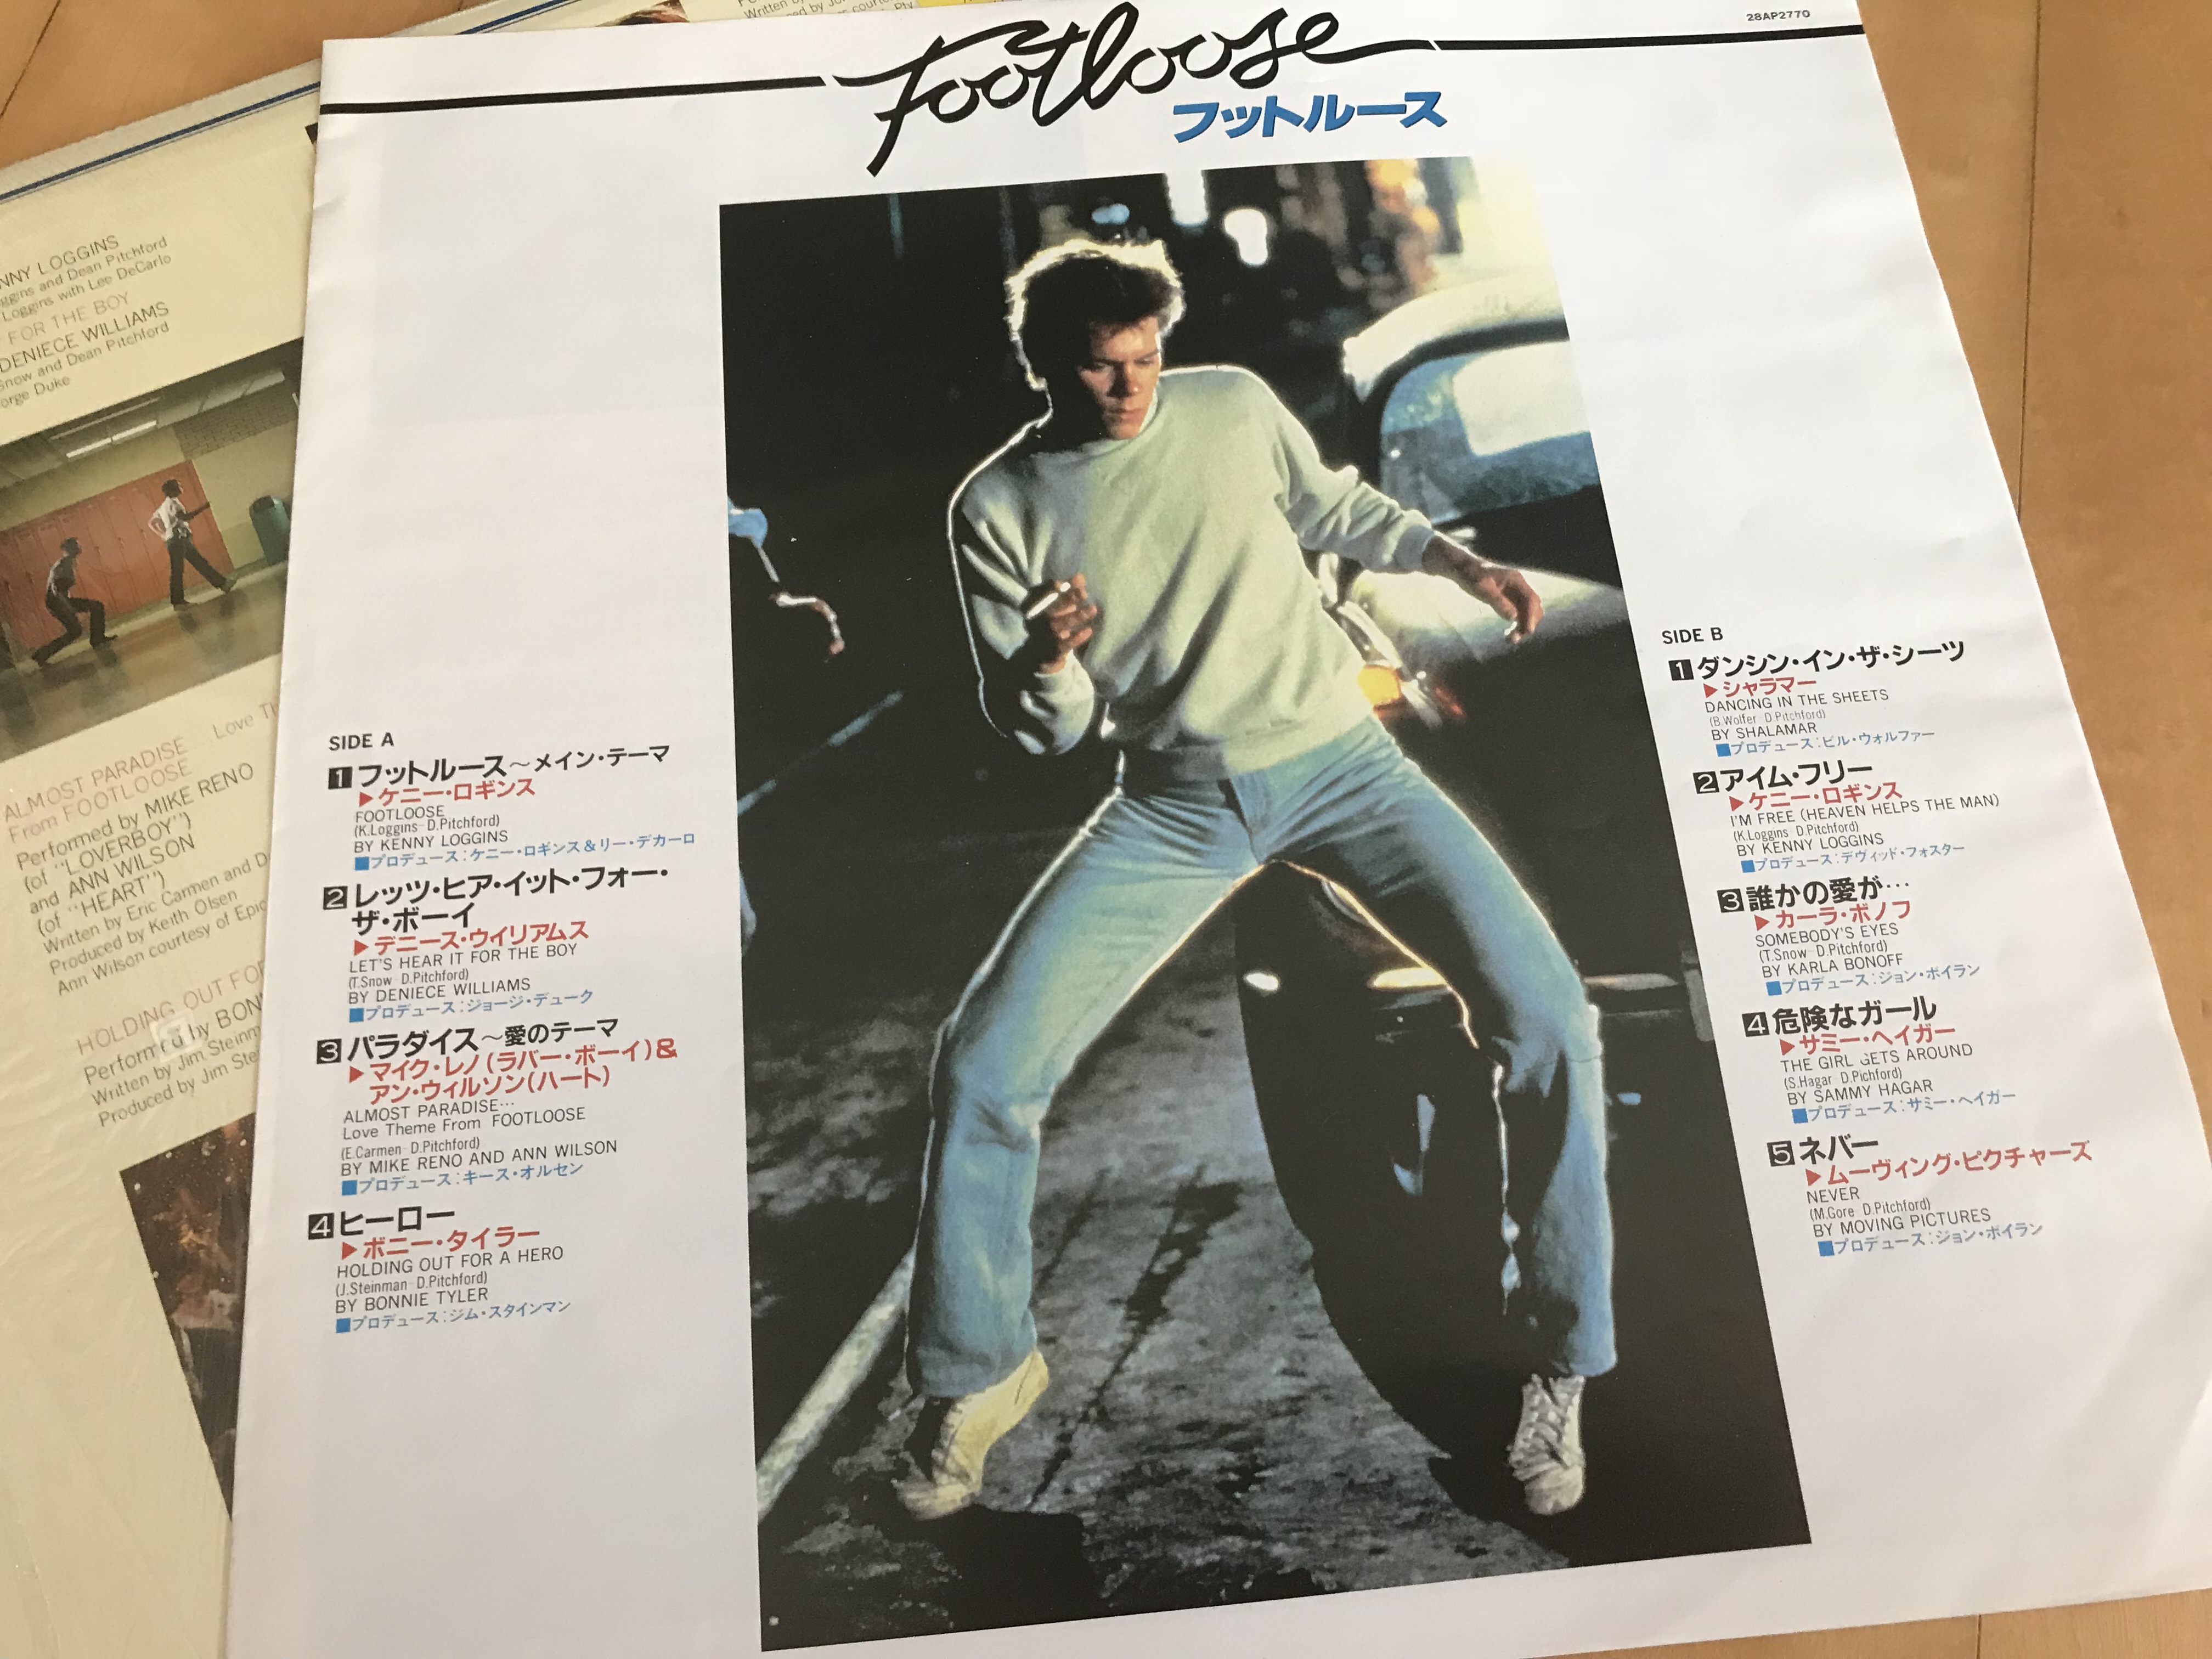 28AP2770
Footloose
フットルース
SIDE A
1 フットルース～メイン・テーマ
▶ケニー・ロギンス
FOOTLOOSE
(K.Loggins D.Pitchford)
BY KENNY LOGGINS
■プロデュース:ケニー・ロギンス&リー・デカーロ
2 レッツ・ヒア・イット・フォー・
ザ・ボーイ
▶デニース・ウイリアムス
LET'S HEAR IT FOR THE BOY
(T.Snow D.Pitchford)
BY DENIECE WILLIAMS
■プロデュース:ジョージ・デューク
3 パラダイス～愛のテーマ
▶マイク・レノ(ラバー・ボーイ)&
アン・ウィルソン(ハート)
ALMOST PARADISE…
Love Theme From FOOTLOOSE
(E.Carmen D.Pitchford)
BY MIKE RENO AND ANN WILSON
■プロデュース:キース・オルセン
4 ヒーロー
▶ボニー・タイラー
HOLDING OUT FOR A HERO
(J.Steinman D.Pitchford)
BY BONNIE TYLER
■プロデュース:ジム・スタインマン
SIDE B
1 ダンシン・イン・ザ・シーツ
▶シャラマー
DANCING IN THE SHEETS
(B.Wolfer D.Pitchford)
BY SHALAMAR
■プロデュース:ビル・ウォルファー
2 アイム・フリー
▶ケニー・ロギンス
I'M FREE (HEAVEN HELPS THE MAN)
(K.Loggins D.Pitchford)
BY KENNY LOGGINS
■プロデュース:デヴィッド・フォスター
3 誰かの愛が…
▶カーラ・ボノフ
SOMEBODY'S EYES
(T.Snow D.Pitchford)
BY KARLA BONOFF
■プロデュース:ジョン・ボイラン
4 危険なガール
▶サミー・ヘイガー
THE GIRL GETS AROUND
(S.Hagar D.Pichford)
BY SAMMY HAGAR
■プロデュース:サミー・ヘイガー
5 ネバー
▶ムーヴィング・ピクチャーズ
NEVER
(M.Gore D.Pitchford)
BY MOVING PICTURES
■プロデュース:ジョン・ボイラン
NNY LOGGINS
ggins and Dean Pitchford
Loggins with Lee DeCarlo
FOR THE BOY
DENIECE WILLIAMS
Snow and Dean Pitchford
orge Duke
ALMOST PARADISE Love Th
From FOOTLOOSE
Performed by MIKE RENO
(of "LOVERBOY")
and ANN WILSON
(of "HEART")
Written by Eric Carmen and D
Produced by Keith Olsen
Ann Wilson courtesy of Epic
HOLDING OUT FOR
Performed by BONN
Written by Jim Steinm
Produced by Jim Ste